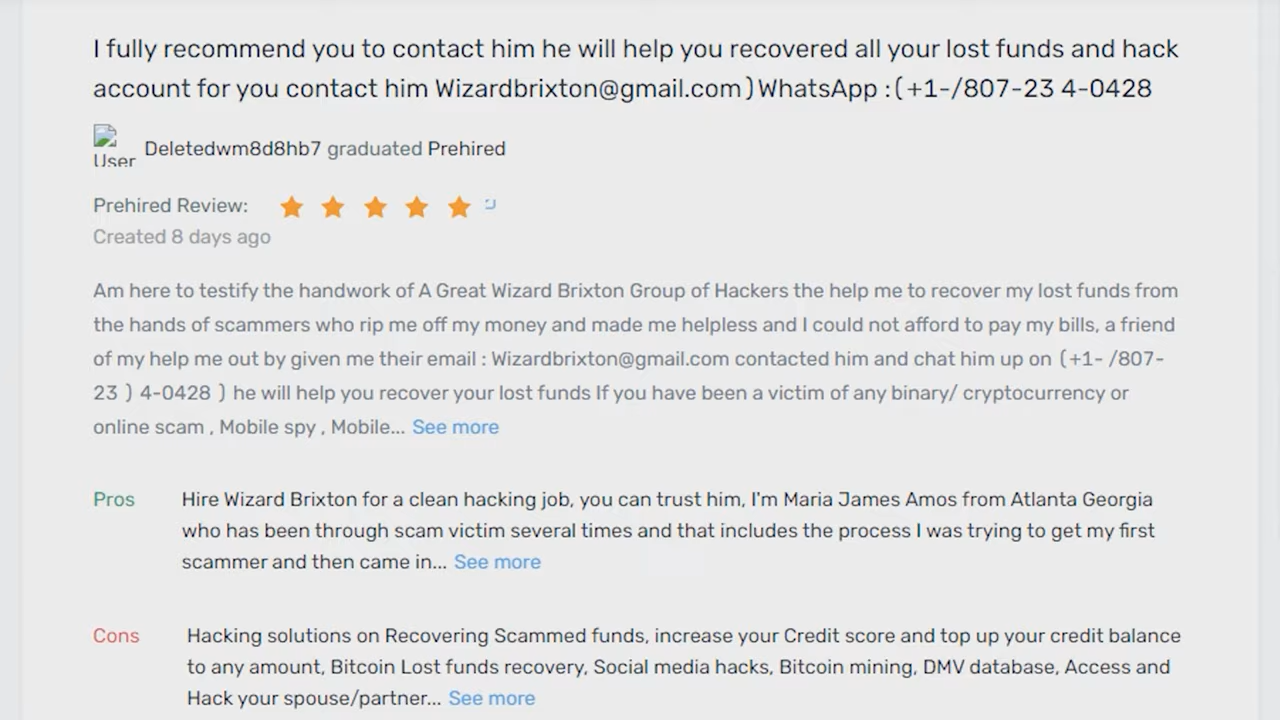 I fully recommend you to contact him he will help you recovered all your lost funds and hack
account for you contact him Wizardbrixton@gmail.com)WhatsApp :(+1-/807-23 4-0428
User
Deletedwm8d8hb7 graduated Prehired
Prehired Review:
Created 8 days ago
Am here to testify the handwork of A Great Wizard Brixton Group of Hackers the help me to recover my lost funds from
the hands of scammers who rip me off my money and made me helpless and I could not afford to pay my bills, a friend
of my help me out by given me their email : Wizardbrixton@gmail.com contacted him and chat him up on (+1- /807-
23 ) 4-0428 ) he will help you recover your lost funds If you have been a victim of any binary/ cryptocurrency or
online scam , Mobile spy , Mobile... See more
Pros
Hire Wizard Brixton for a clean hacking job, you can trust him, I'm Maria James Amos from Atlanta Georgia
who has been through scam victim several times and that includes the process I was trying to get my first
scammer and then came in... See more
Cons
Hacking solutions on Recovering Scammed funds, increase your Credit score and top up your credit balance
to any amount, Bitcoin Lost funds recovery, Social media hacks, Bitcoin mining, DMV database, Access and
Hack your spouse/partner... See more